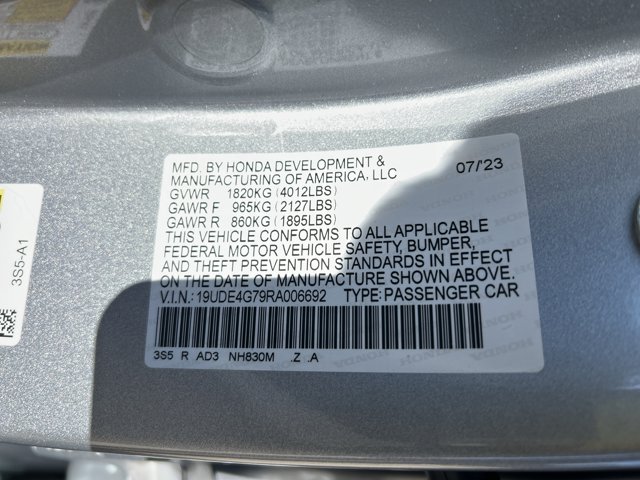 MFD. BY HONDA DEVELOPMENT &
MANUFACTURING OF AMERICA, LLC 07/23
GVWR 1820KG (4012LBS)
GAWR F 965KG (2127LBS)
GAWR R 860KG (1895LBS)
THIS VEHICLE CONFORMS TO ALL APPLICABLE
FEDERAL MOTOR VEHICLE SAFETY, BUMPER,
AND THEFT PREVENTION STANDARDS IN EFFECT
ON THE DATE OF MANUFACTURE SHOWN ABOVE.
V.I.N.: 19UDE4G79RA006692 TYPE: PASSENGER CAR
3S5 R AD3 NH830M .Z .A
3S5-A1